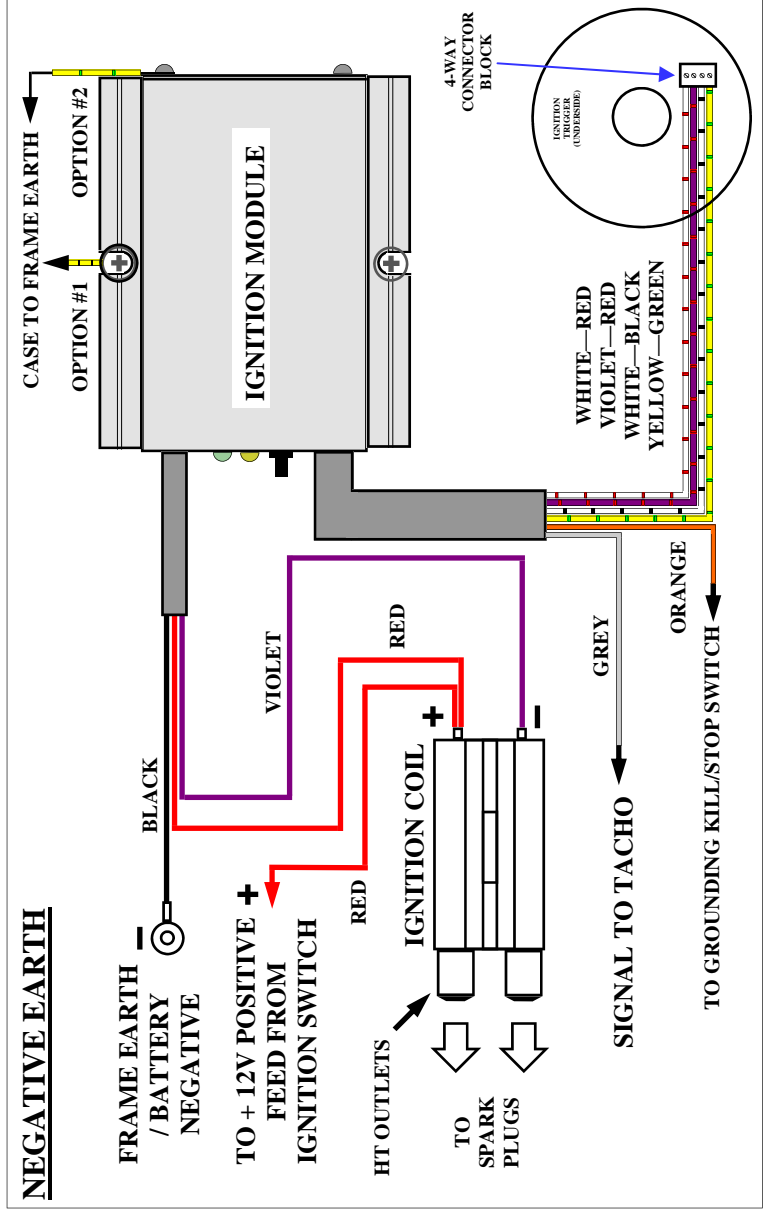 NEGATIVE EARTH
FRAME EARTH
/ BATTERY
NEGATIVE
−
BLACK
TO + 12V POSITIVE
FEED FROM
IGNITION SWITCH
+
RED
VIOLET
RED
CASE TO FRAME EARTH
OPTION #1
OPTION #2
IGNITION MODULE
HT OUTLETS
IGNITION COIL
+
−
TO
SPARK
PLUGS
SIGNAL TO TACHO
GREY
TO GROUNDING KILL/STOP SWITCH
ORANGE
WHITE—RED
VIOLET—RED
WHITE—BLACK
YELLOW—GREEN
4-WAY
CONNECTOR
BLOCK
IGNITION
TRIGGER
(UNDERSIDE)